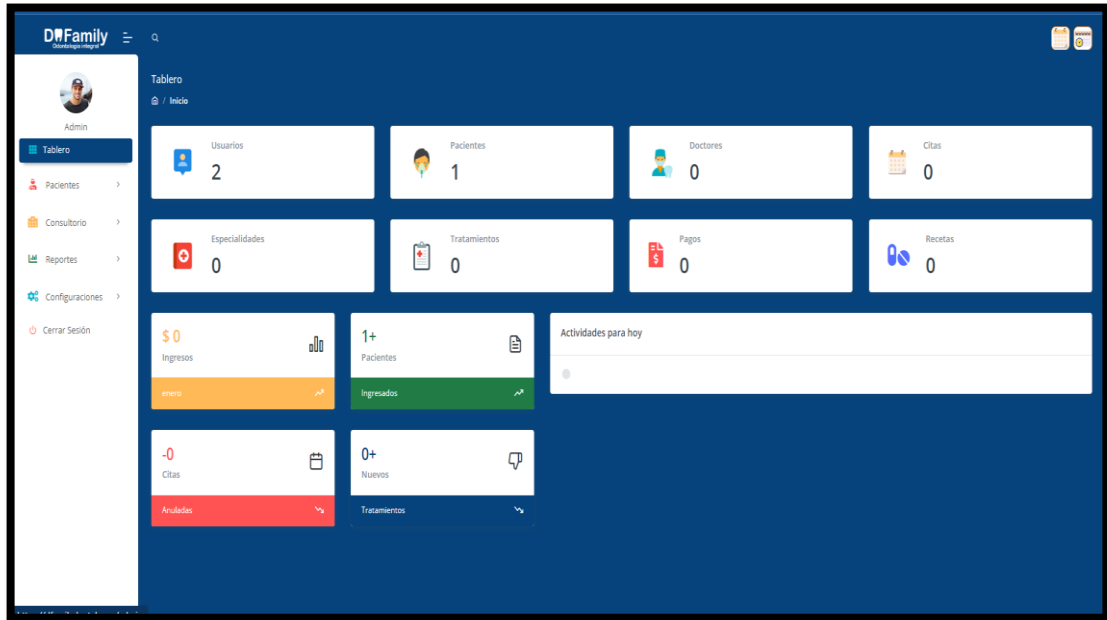 D Family
Odontología integral
Tablero
Inicio
Admin
Tablero
Pacientes
Consultorio
Reportes
Configuraciones
Cerrar Sesión
Usuarios
2
Pacientes
1
Doctores
0
Citas
0
Especialidades
0
Tratamientos
0
Pagos
0
Recetas
0
$ 0
Ingresos
enero
1+
Pacientes
Ingresados
Actividades para hoy
-0
Citas
Anuladas
0+
Nuevos
Tratamientos